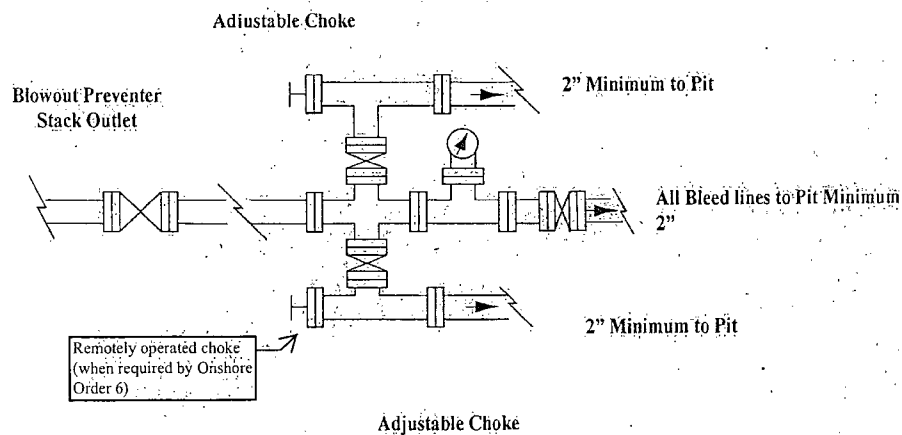 Adjustable Choke
2" Minimum to Pit
Blowout Preventer
Stack Outlet
All Bleed lines to Pit Minimum
2"
2" Minimum to Pit
Remotely operated choke
(when required by Onshore
Order 6)
Adjustable Choke